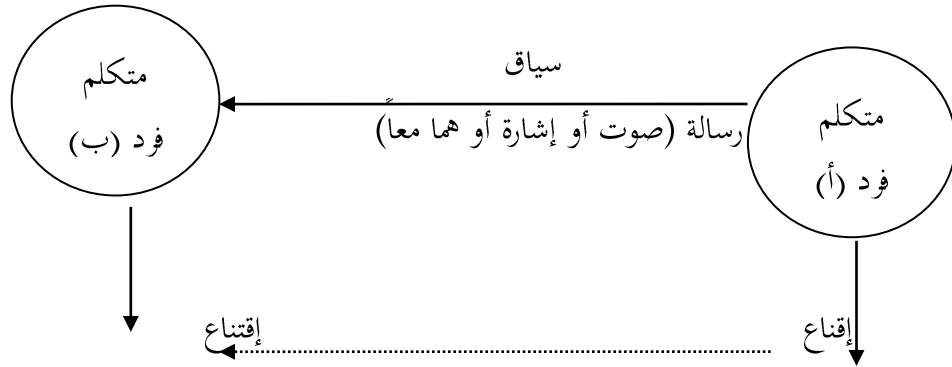 سياق
متكلم
فرد (أ)
رسالة (صوت أو إشارة أو هما معاً)
متكلم
فرد (ب)
إقناع
إقتناع